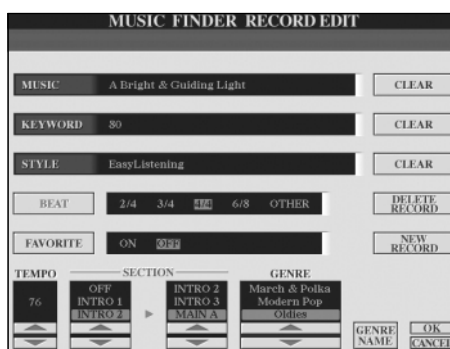 MUSIC FINDER RECORD EDIT
MUSIC A Bright & Guiding Light CLEAR
KEYWORD 80 CLEAR
STYLE EasyListening CLEAR
BEAT 2/4 3/4 4/4 6/8 OTHER DELETE RECORD
FAVORITE ON OFF NEW RECORD
TEMPO SECTION GENRE
OFF INTRO 2 March & Polka
76 INTRO 1 INTRO 3 Modern Pop
INTRO 2 MAIN A Oldies
GENRE NAME OK
CANCEL